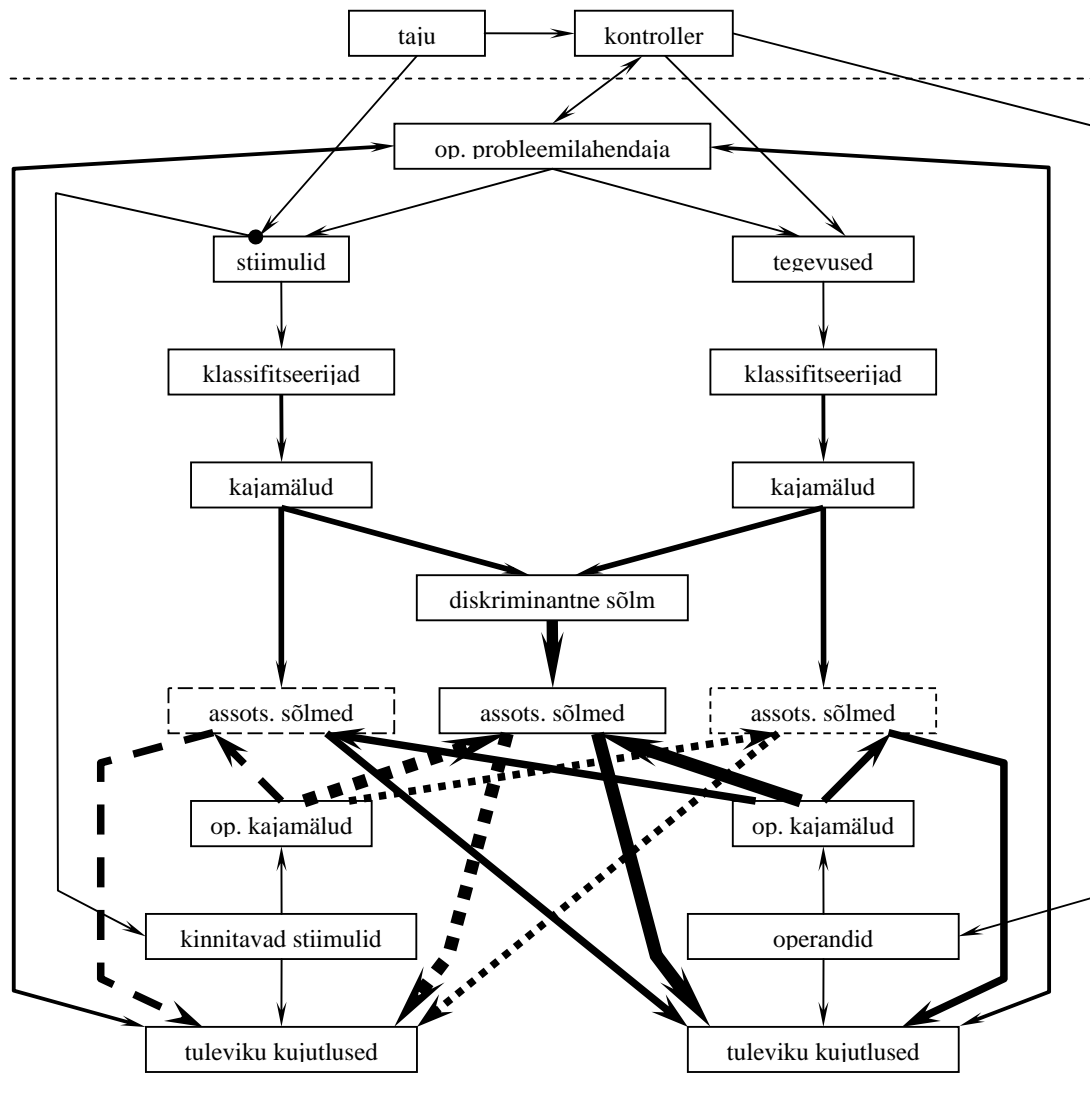 taju
kontroller
op. probleemilahendaja
stiimulid
tegevused
klassifitseerijad
klassifitseerijad
kajamälud
kajamälud
diskriminantne sõlm
assots. sõlmed
assots. sõlmed
assots. sõlmed
op. kajamälud
op. kajamälud
kinnitavad stiimulid
operandid
tuleviku kujutlused
tuleviku kujutlused